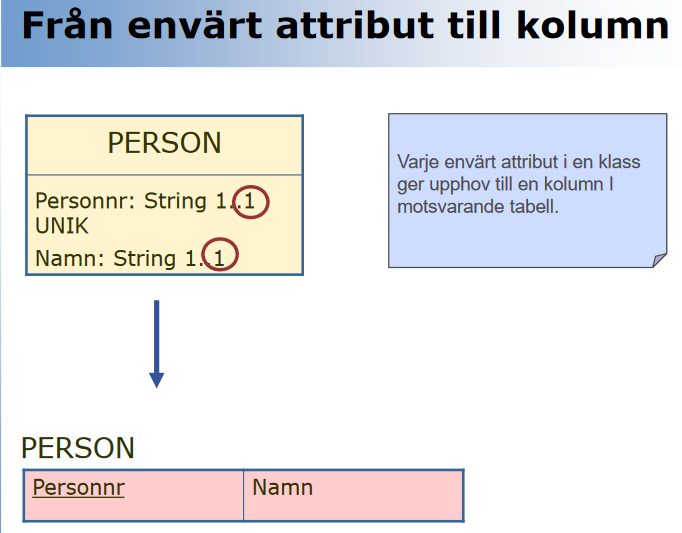 Från envärt attribut till kolumn
PERSON
Personnr: String 1..1
UNIK
Namn: String 1..1
Varje envärt attribut i en klass
ger upphov till en kolumn I
motsvarande tabell.
PERSON
Personnr
Namn